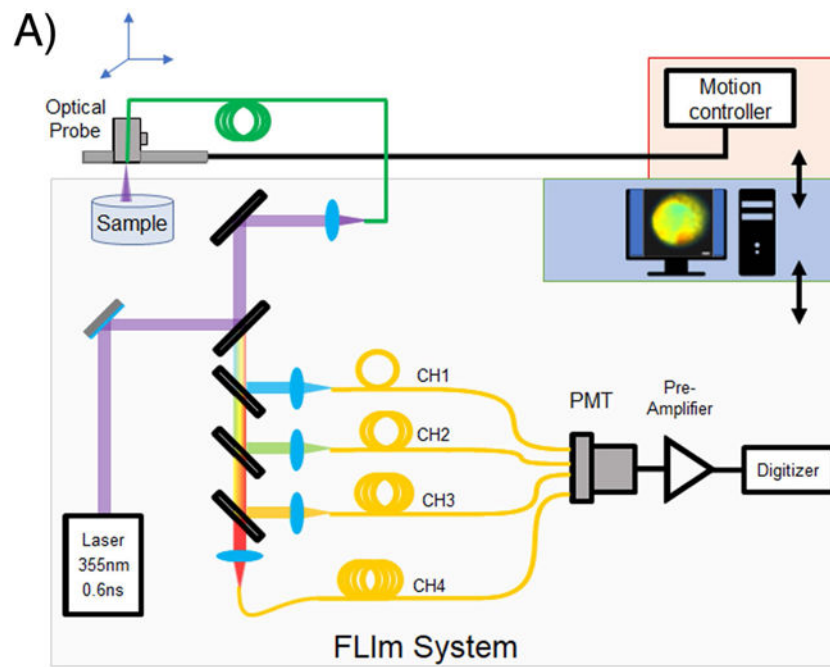 A)
Optical
Probe
Motion
controller
Sample
CH1
CH2
CH3
CH4
PMT
Pre-
Amplifier
Digitizer
Laser
355nm
0.6ns
FLIm System